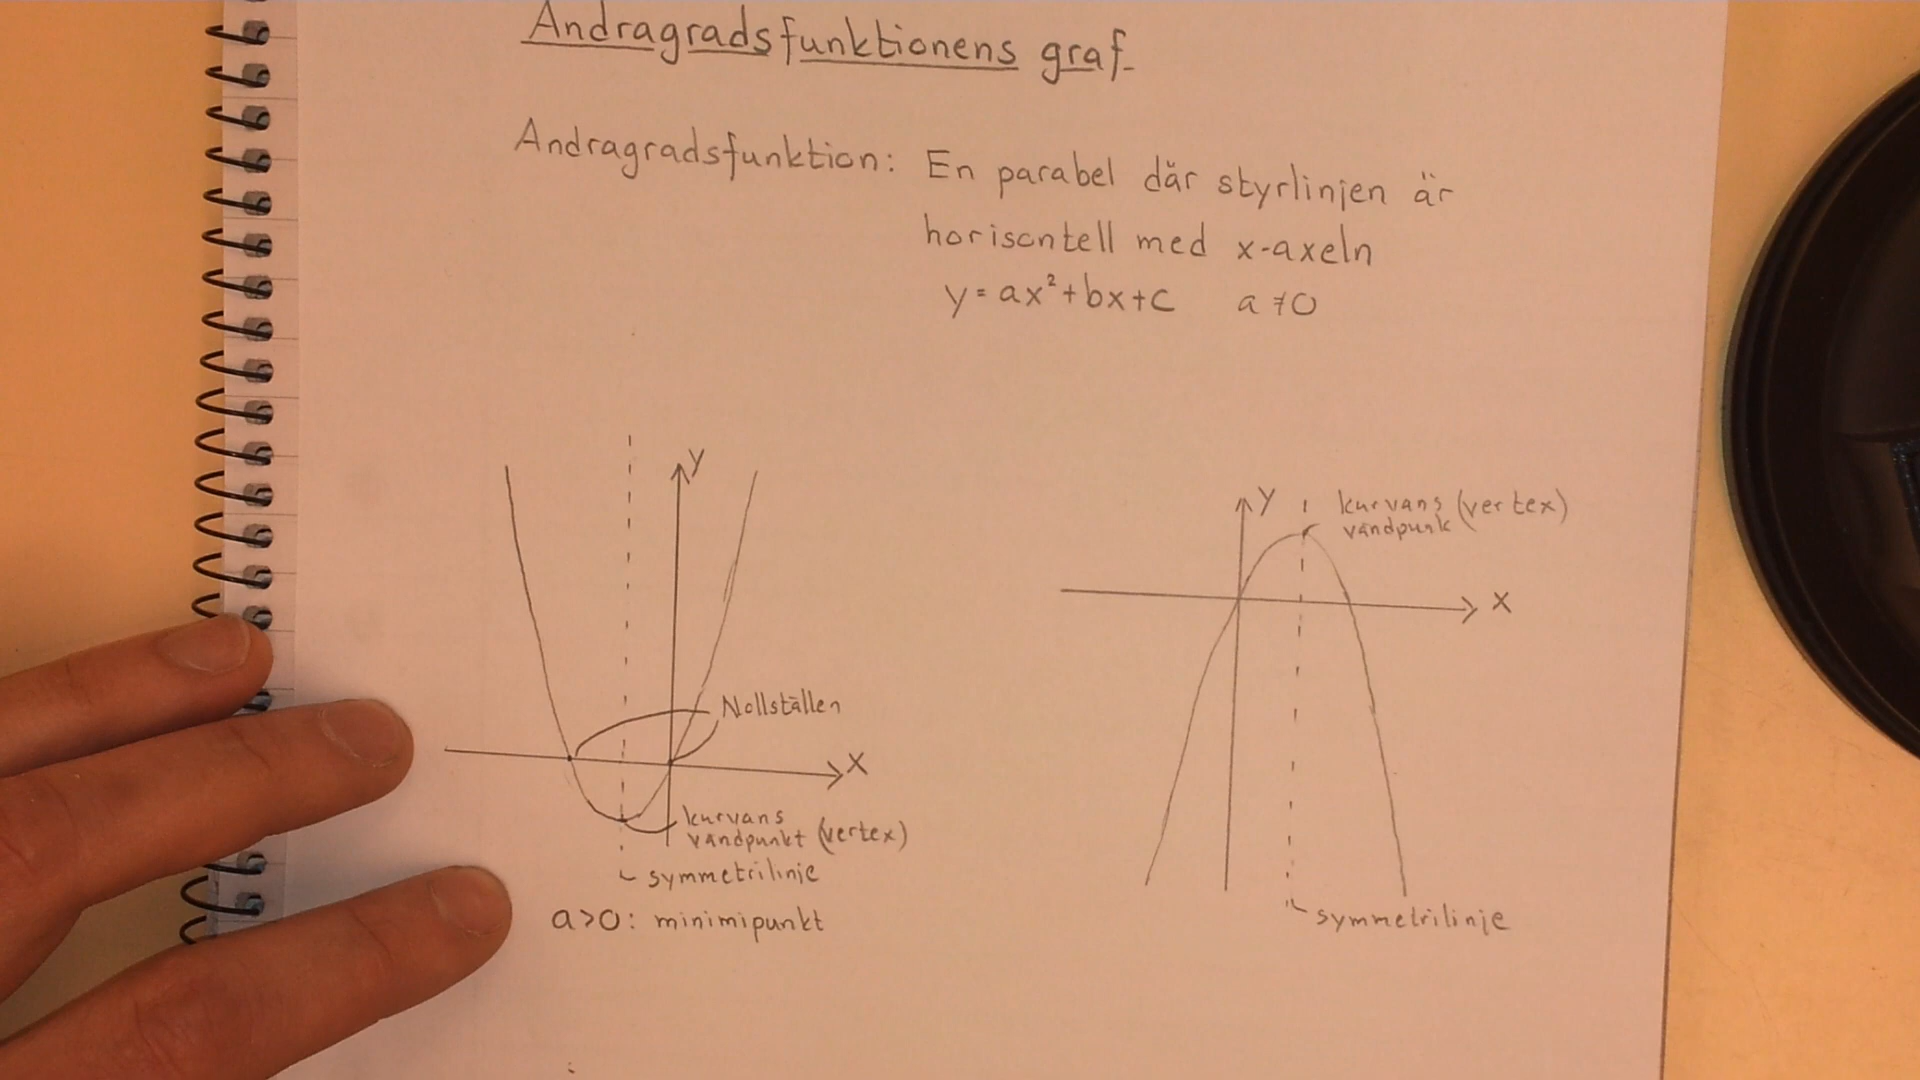 Andragradsfunktionens graf
Andragradsfunktion: En parabel där styrlinjen är
horisontell med x-axeln
y = ax²+bx+c a ≠ 0
y
Nollställen
x
kurvans
vändpunkt (vertex)
symmetrilinje
a>0: minimipunkt
y
kurvans (vertex)
vändpunk
x
symmetrilinje